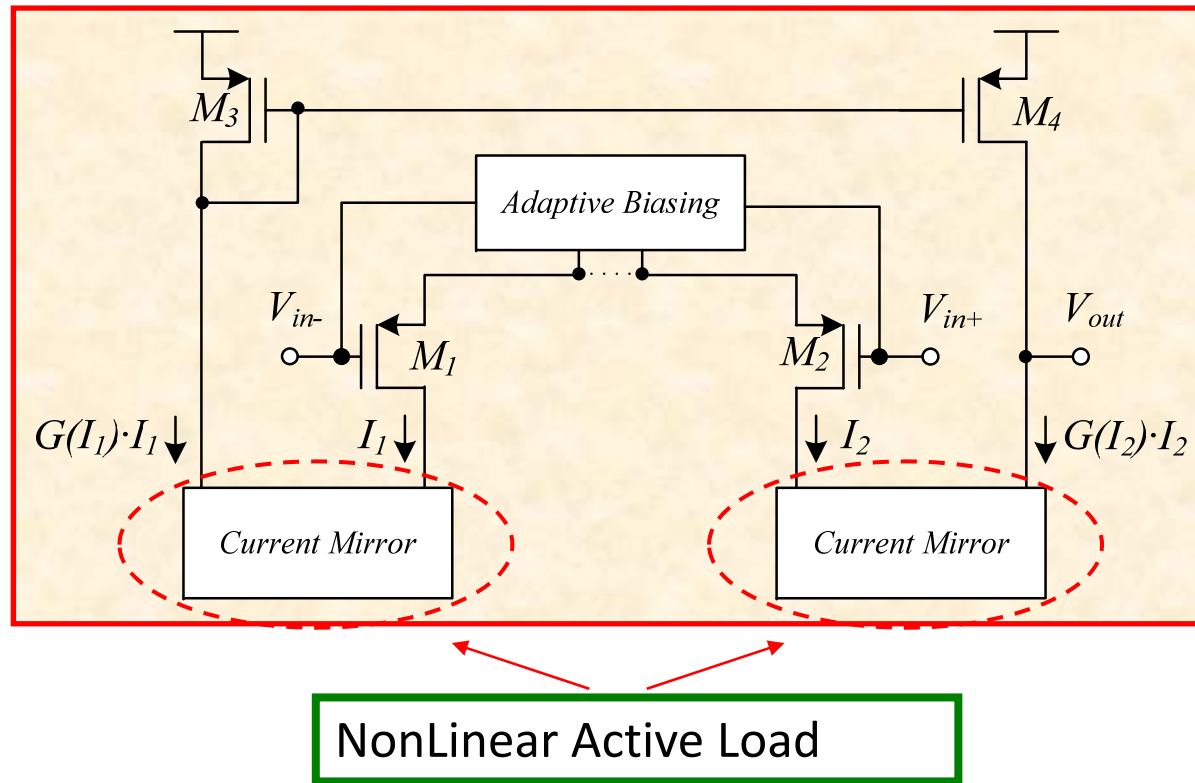 M3
M4
Adaptive Biasing
Vin-
Vin+
Vout
M1
M2
G(I1)·I1
I1
I2
G(I2)·I2
Current Mirror
Current Mirror
NonLinear Active Load